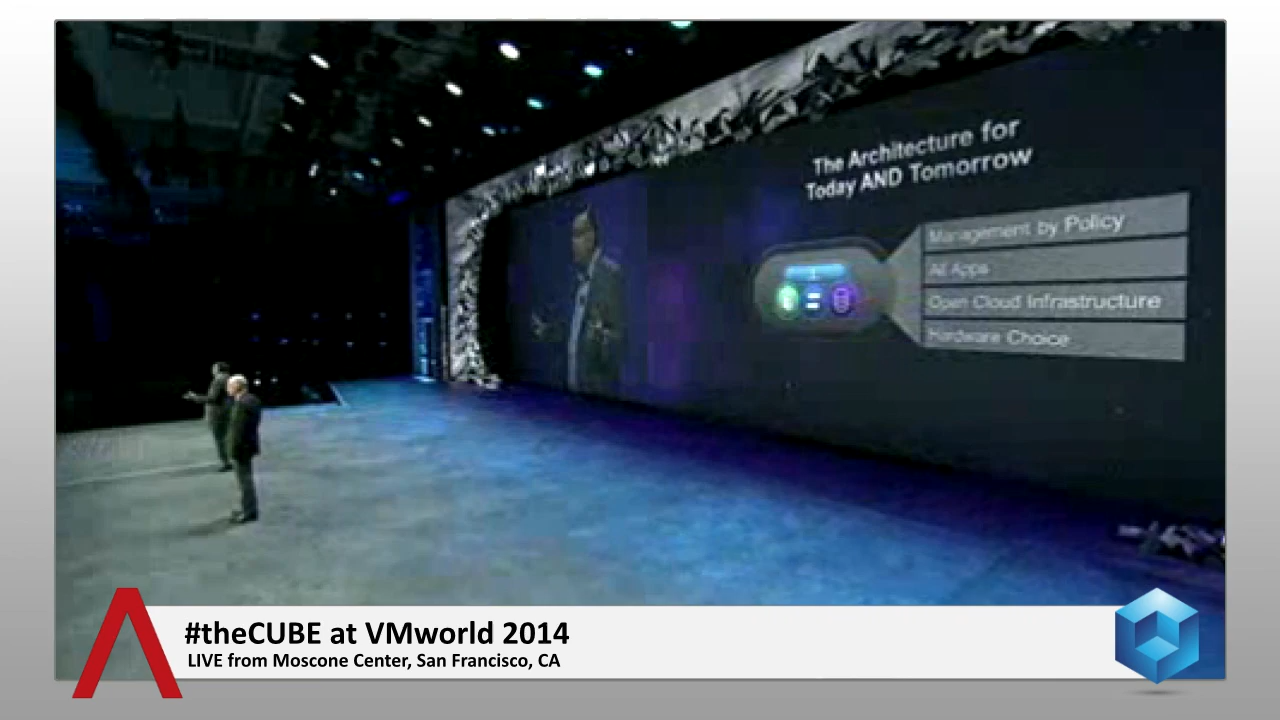 The Architecture for
Today AND Tomorrow
Management by Policy
All Apps
Open Cloud Infrastructure
Hardware Choice
#theCUBE at VMworld 2014
LIVE from Moscone Center, San Francisco, CA